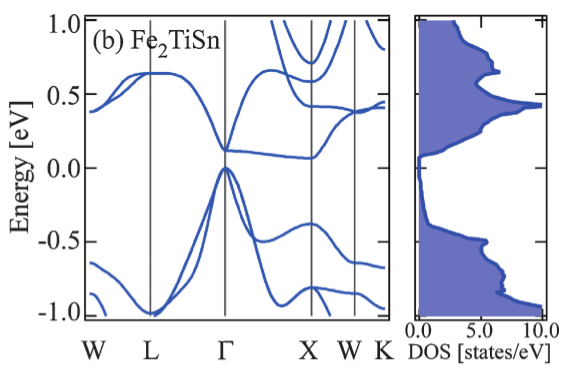 (b) Fe₂TiSn
Energy [eV]
1.0
0.5
0.0
-0.5
-1.0
W L Γ X W K
0.0 5.0 10.0
DOS [states/eV]